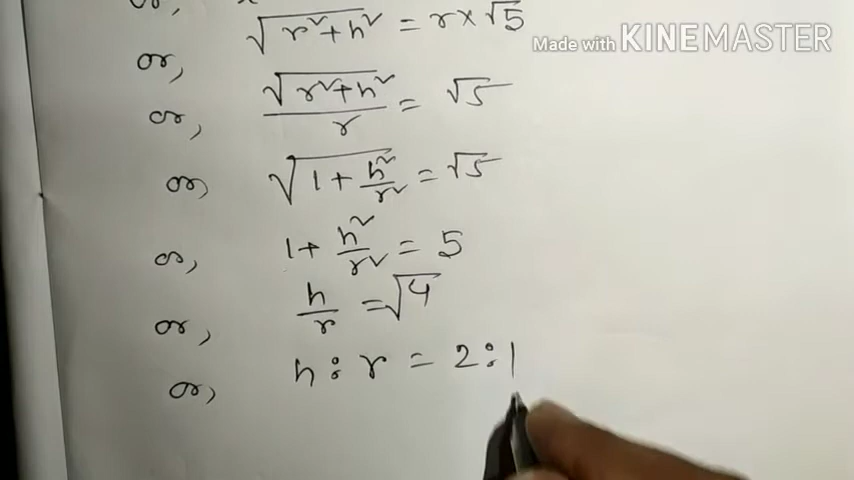 √(r²+h²) = r×√5
Made with KINEMASTER
or,
or, √(r²+h²)/r = √5
or √(1+h²/r²) = √5
or, 1+h²/r² = 5
or, h/r = √4
or, h : r = 2 : 1